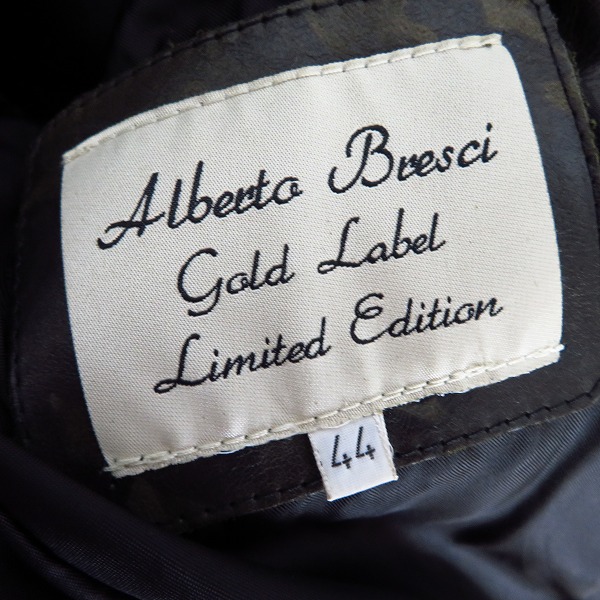 Alberto Bresci
Gold Label
Limited Edition
44